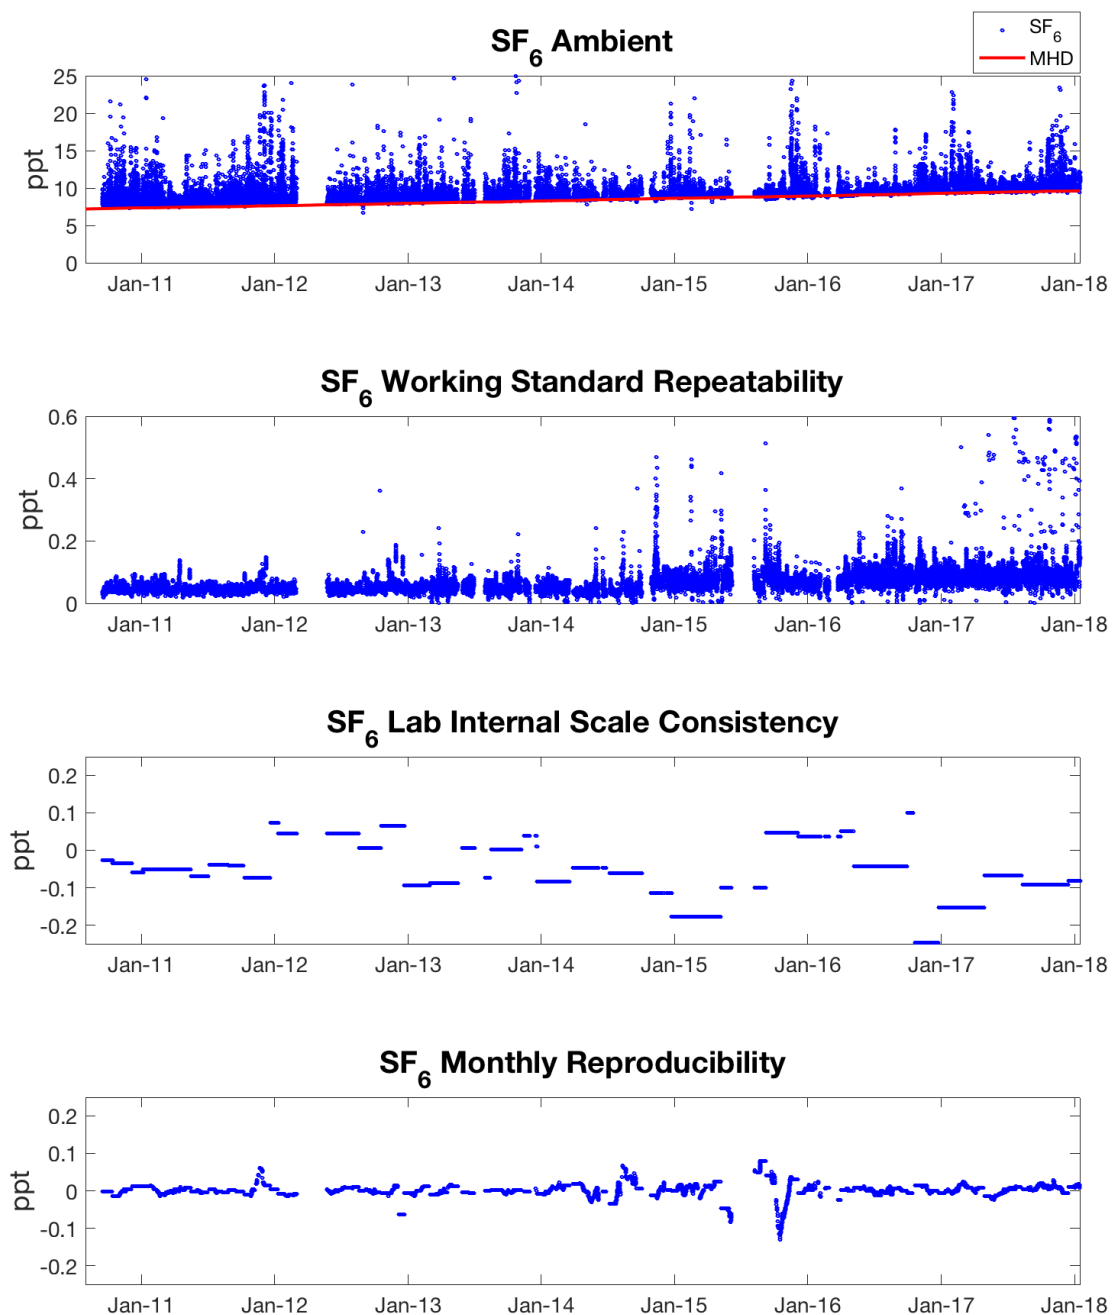 SF6 Ambient
SF6
MHD
ppt
25
20
15
10
5
0
Jan-11 Jan-12 Jan-13 Jan-14 Jan-15 Jan-16 Jan-17 Jan-18
SF6 Working Standard Repeatability
ppt
0.6
0.4
0.2
0
Jan-11 Jan-12 Jan-13 Jan-14 Jan-15 Jan-16 Jan-17 Jan-18
SF6 Lab Internal Scale Consistency
ppt
0.2
0.1
0
-0.1
-0.2
Jan-11 Jan-12 Jan-13 Jan-14 Jan-15 Jan-16 Jan-17 Jan-18
SF6 Monthly Reproducibility
ppt
0.2
0.1
0
-0.1
-0.2
Jan-11 Jan-12 Jan-13 Jan-14 Jan-15 Jan-16 Jan-17 Jan-18